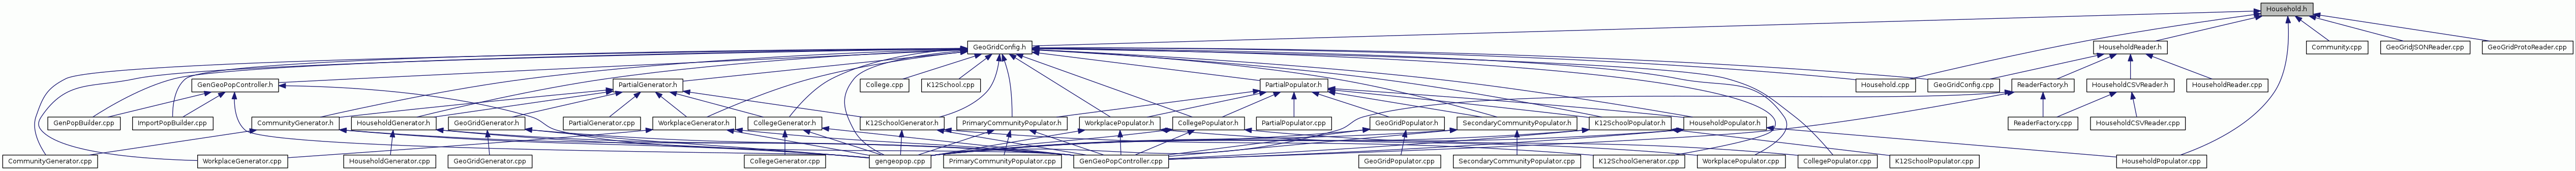 Household.h
GeoGridConfig.h
HouseholdReader.h
Community.cpp
GeoGridJSONReader.cpp
GeoGridProtoReader.cpp
GenGeoPopController.h
PartialGenerator.h
College.cpp
K12School.cpp
PartialPopulator.h
Household.cpp
GeoGridConfig.cpp
ReaderFactory.h
HouseholdCSVReader.h
HouseholdReader.cpp
GenPopBuilder.cpp
ImportPopBuilder.cpp
CommunityGenerator.h
HouseholdGenerator.h
GeoGridGenerator.h
PartialGenerator.cpp
WorkplaceGenerator.h
CollegeGenerator.h
K12SchoolGenerator.h
PrimaryCommunityPopulator.h
WorkplacePopulator.h
CollegePopulator.h
PartialPopulator.cpp
GeoGridPopulator.h
SecondaryCommunityPopulator.h
K12SchoolPopulator.h
HouseholdPopulator.h
ReaderFactory.cpp
HouseholdCSVReader.cpp
CommunityGenerator.cpp
WorkplaceGenerator.cpp
HouseholdGenerator.cpp
GeoGridGenerator.cpp
CollegeGenerator.cpp
gengeopop.cpp
PrimaryCommunityPopulator.cpp
GenGeoPopController.cpp
GeoGridPopulator.cpp
SecondaryCommunityPopulator.cpp
K12SchoolGenerator.cpp
WorkplacePopulator.cpp
CollegePopulator.cpp
K12SchoolPopulator.cpp
HouseholdPopulator.cpp